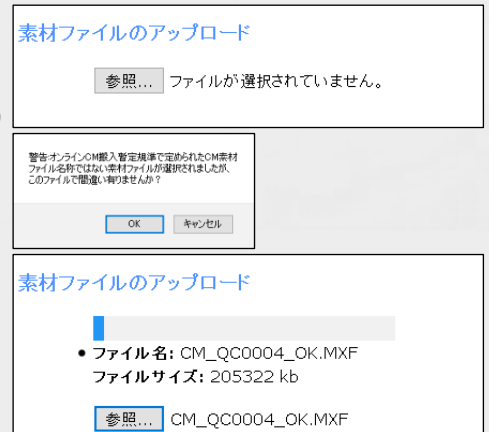 素材ファイルのアップロード
参照... ファイルが選択されていません。
警告:オンラインCM搬入暫定規準で定められたCM素材
ファイル名称ではない素材ファイルが選択されましたが、
このファイルで間違い有りませんか？
OK キャンセル
素材ファイルのアップロード
• ファイル名: CM_QC0004_OK.MXF
ファイルサイズ: 205322 kb
参照... CM_QC0004_OK.MXF